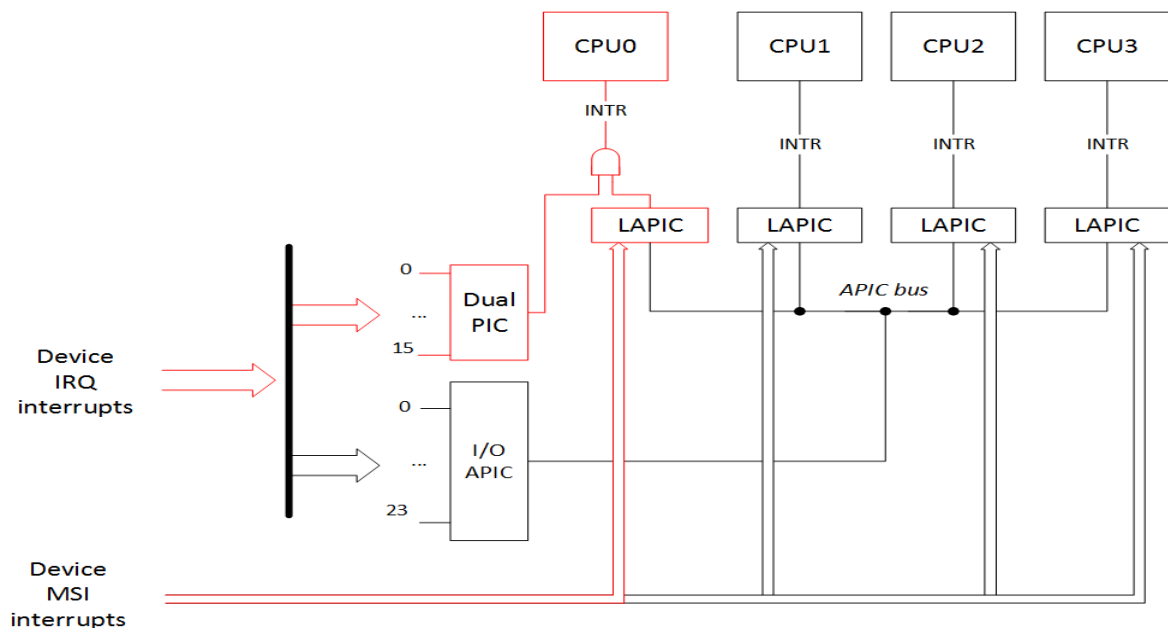 CPU0
CPU1
CPU2
CPU3
INTR
INTR
INTR
INTR
LAPIC
LAPIC
LAPIC
LAPIC
0
...
15
Dual
PIC
APIC bus
Device
IRQ
interrupts
0
...
23
I/O
APIC
Device
MSI
interrupts